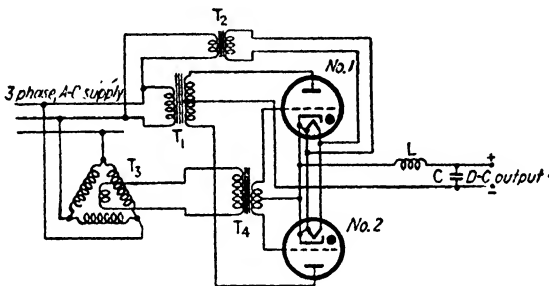 T2
No.1
3 phase, A-C supply
T1
T3
L
+
C D-C output
-
T4
No.2